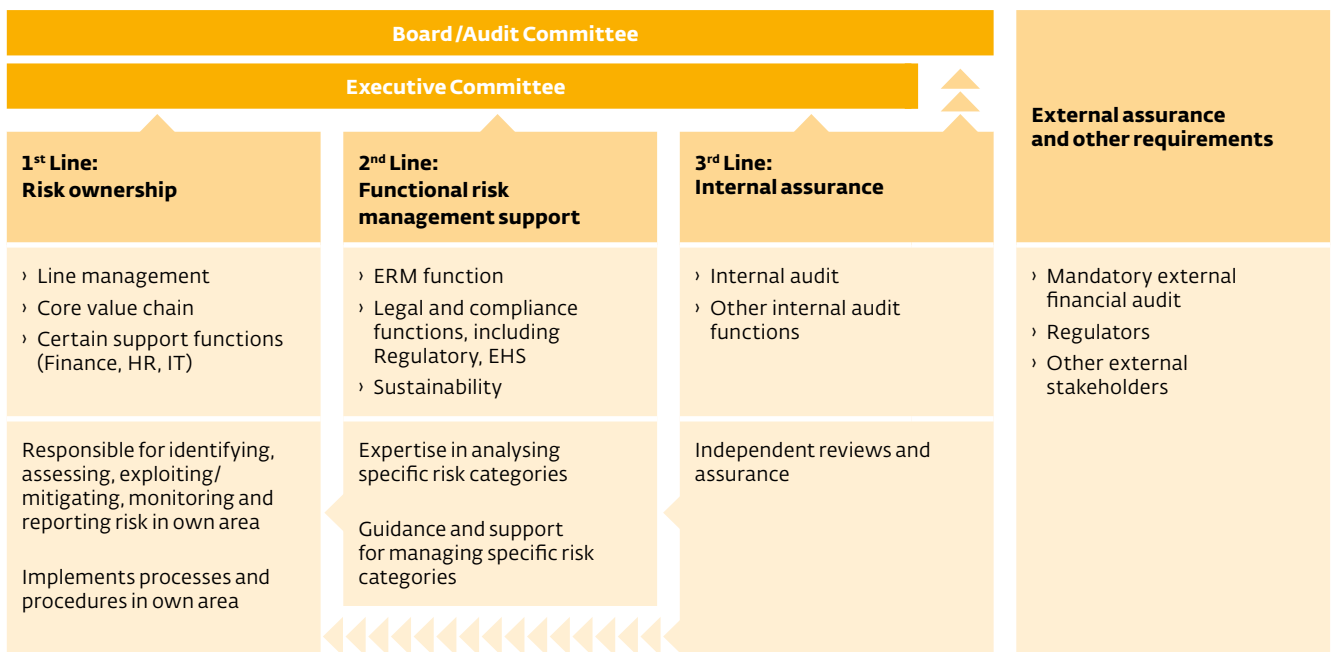 Board/Audit Committee
Executive Committee
1st Line:
Risk ownership
2nd Line:
Functional risk
management support
3rd Line:
Internal assurance
External assurance
and other requirements
› Line management
› Core value chain
› Certain support functions
(Finance, HR, IT)
› ERM function
› Legal and compliance
functions, including
Regulatory, EHS
› Sustainability
› Internal audit
› Other internal audit
functions
› Mandatory external
financial audit
› Regulators
› Other external
stakeholders
Responsible for identifying,
assessing, exploiting/
mitigating, monitoring and
reporting risk in own area
Implements processes and
procedures in own area
Expertise in analysing
specific risk categories
Guidance and support
for managing specific risk
categories
Independent reviews and
assurance